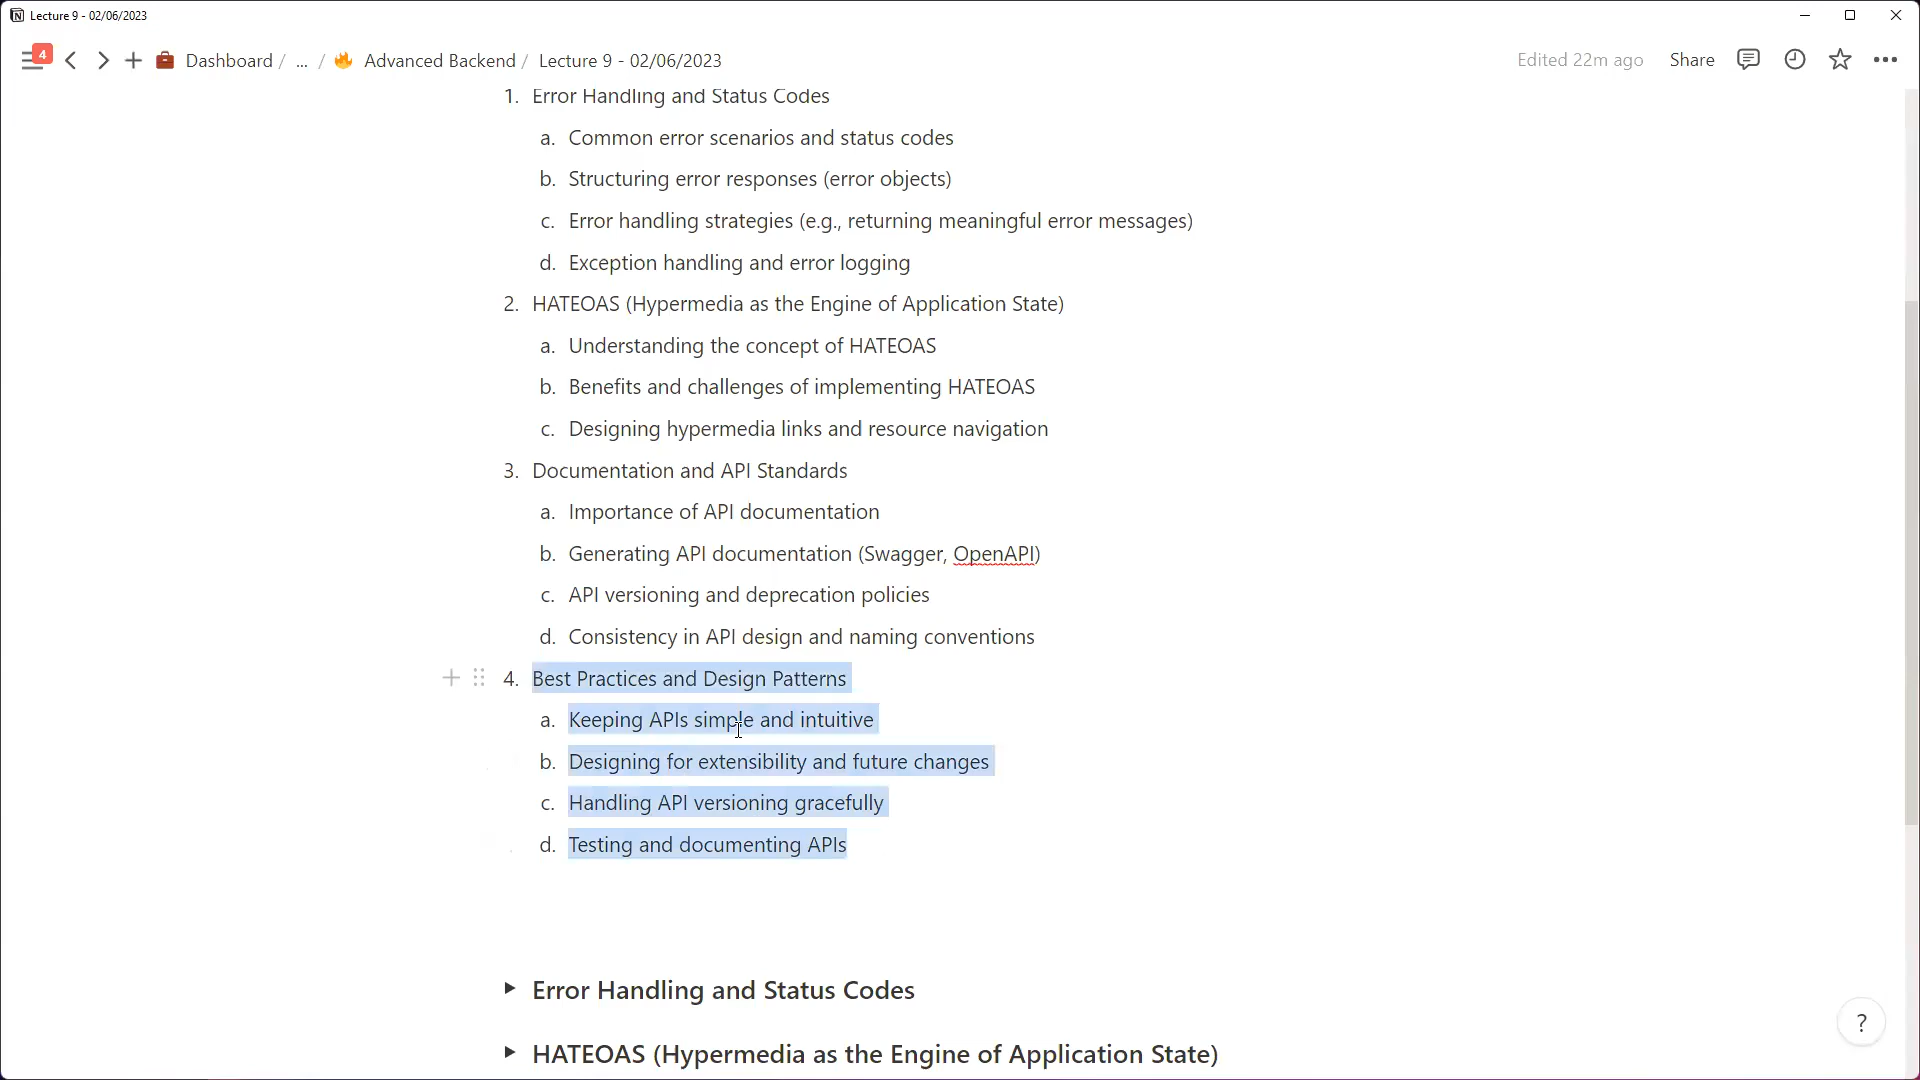 Lecture 9 - 02/06/2023
4
Dashboard / ... / Advanced Backend / Lecture 9 - 02/06/2023
Edited 22m ago Share
1. Error Handling and Status Codes
a. Common error scenarios and status codes
b. Structuring error responses (error objects)
c. Error handling strategies (e.g., returning meaningful error messages)
d. Exception handling and error logging
2. HATEOAS (Hypermedia as the Engine of Application State)
a. Understanding the concept of HATEOAS
b. Benefits and challenges of implementing HATEOAS
c. Designing hypermedia links and resource navigation
3. Documentation and API Standards
a. Importance of API documentation
b. Generating API documentation (Swagger, OpenAPI)
c. API versioning and deprecation policies
d. Consistency in API design and naming conventions
4. Best Practices and Design Patterns
a. Keeping APIs simple and intuitive
b. Designing for extensibility and future changes
c. Handling API versioning gracefully
d. Testing and documenting APIs
Error Handling and Status Codes
HATEOAS (Hypermedia as the Engine of Application State)
?